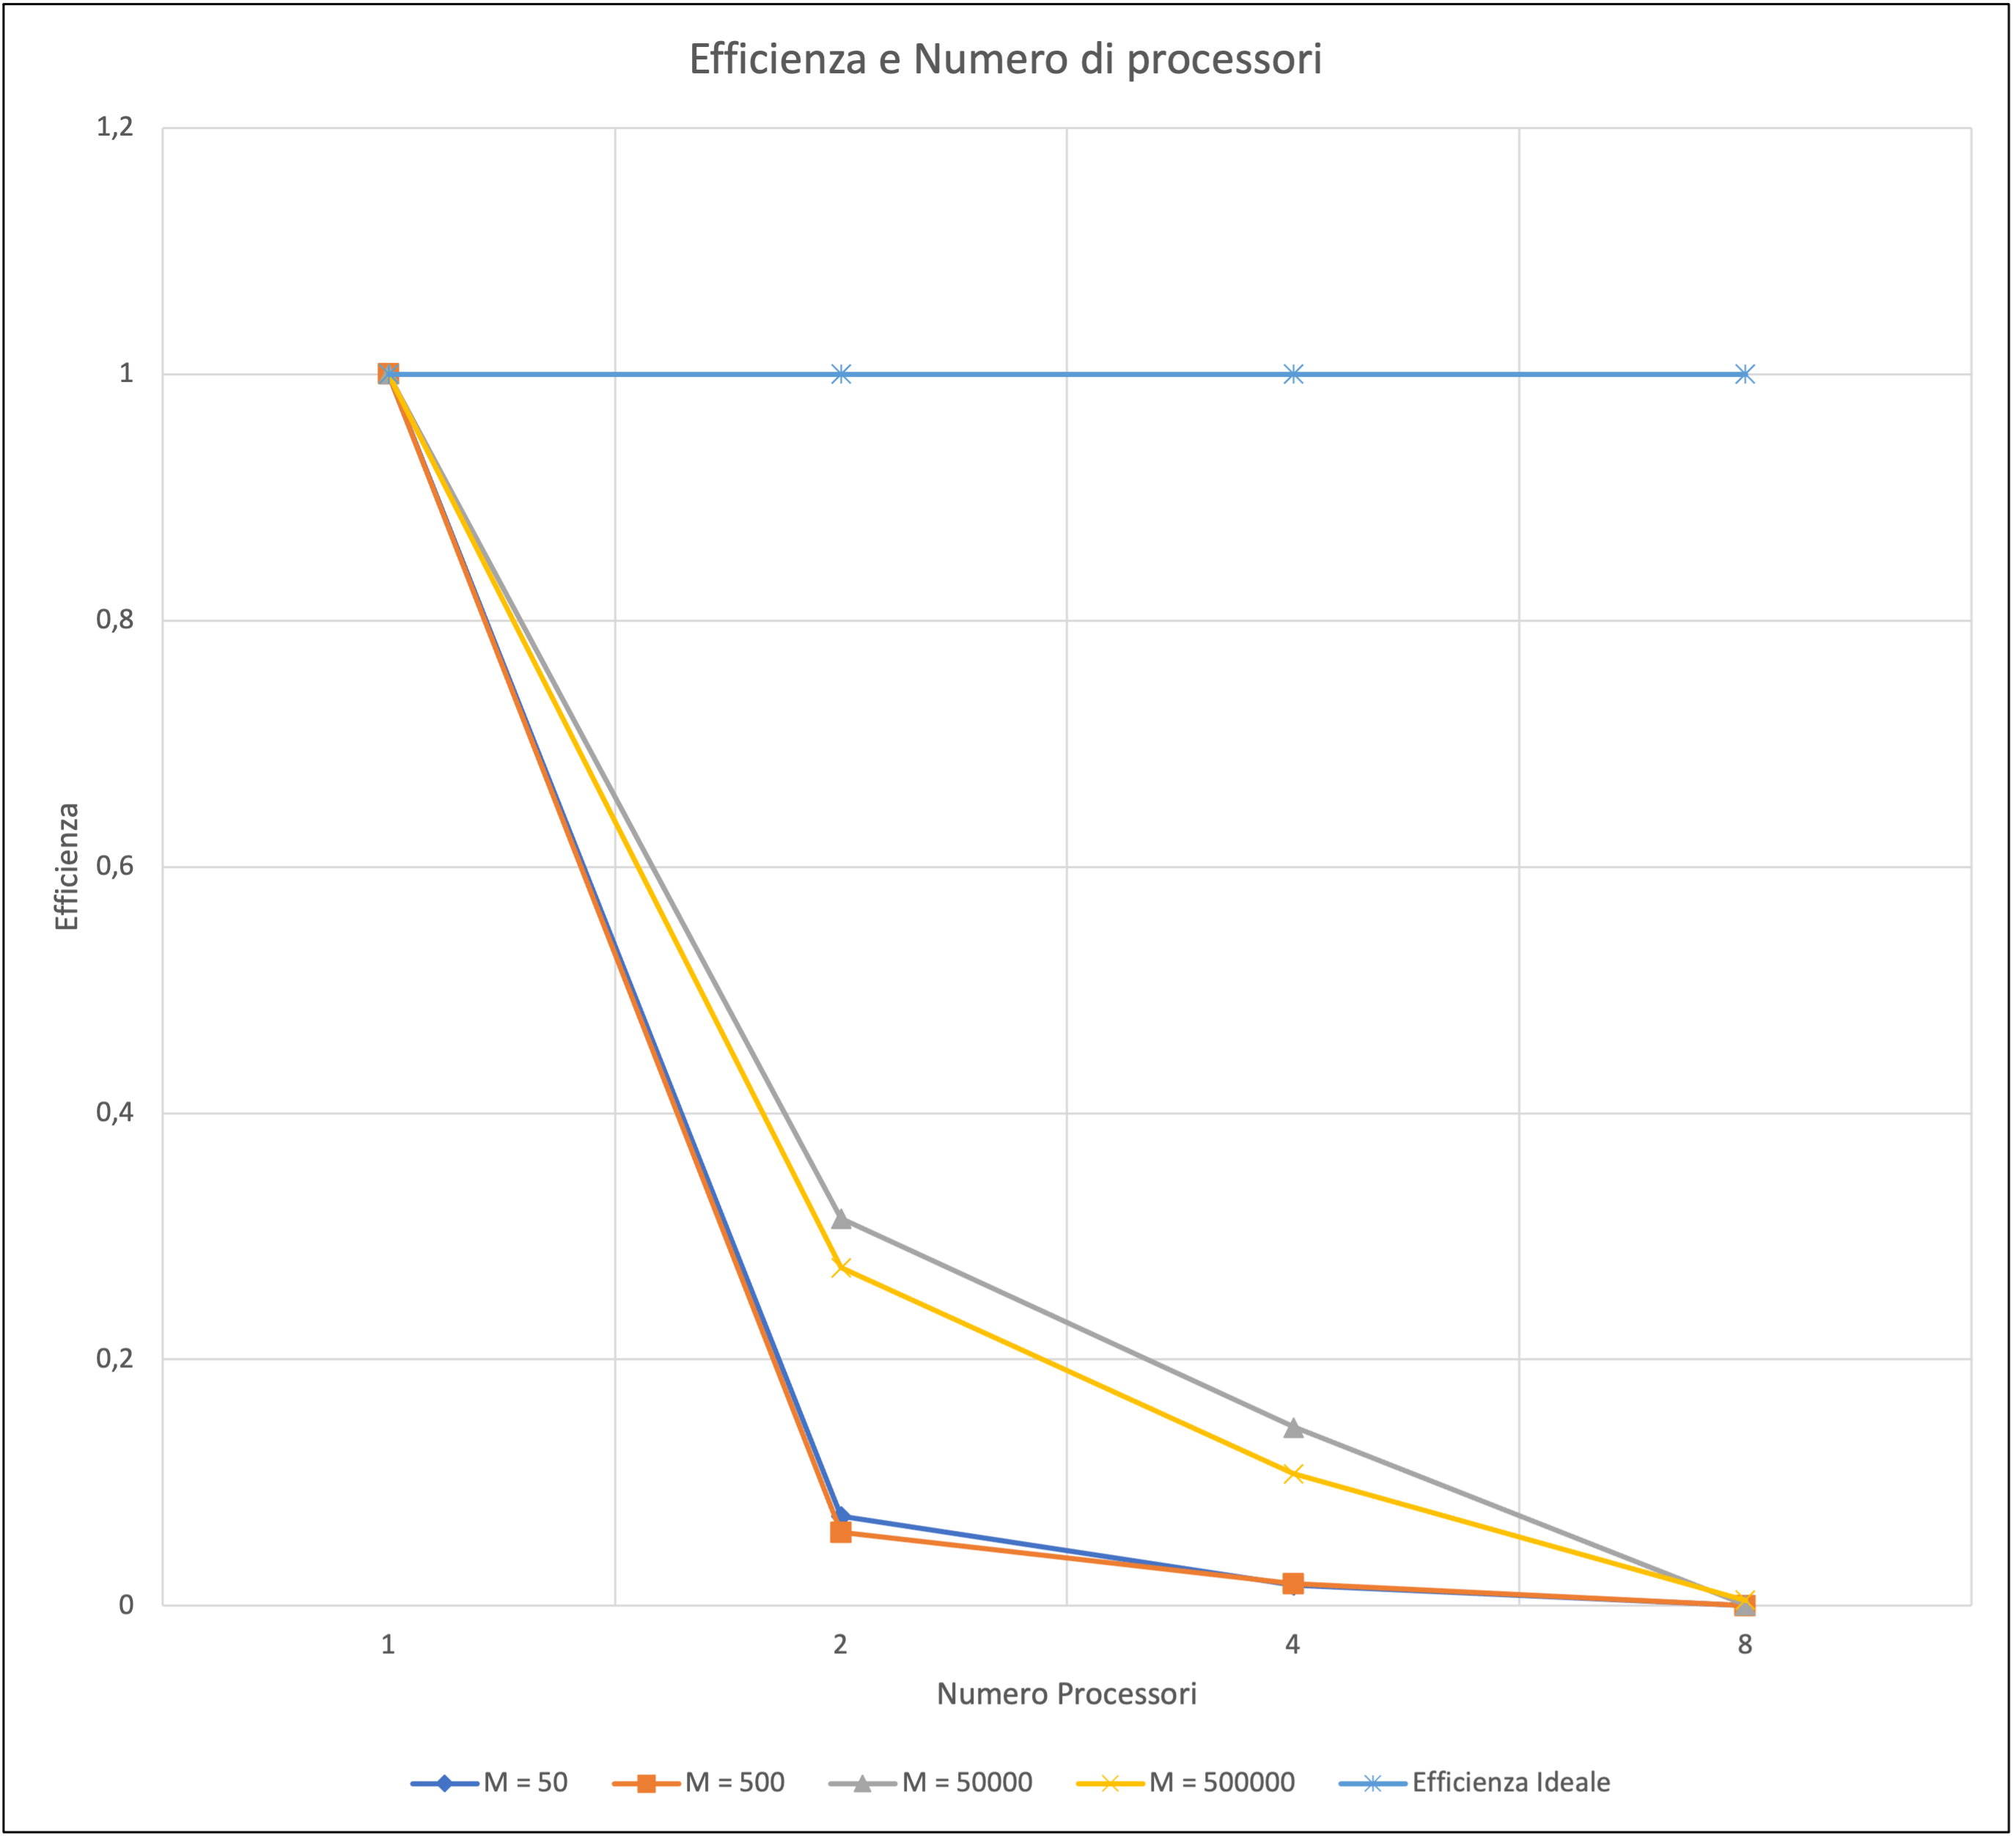 Efficienza e Numero di processori
1,2
1
0,8
0,6
0,4
0,2
0
Efficienza
1 2 4 8
Numero Processori
M = 50 M = 500 M = 50000 M = 500000 Efficienza Ideale